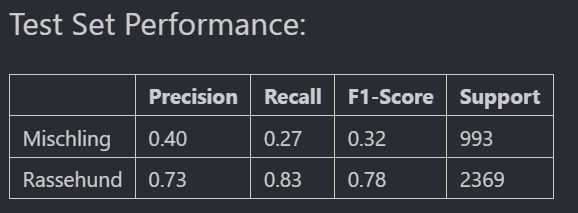 Test Set Performance:
Precision Recall F1-Score Support
Mischling 0.40 0.27 0.32 993
Rassehund 0.73 0.83 0.78 2369